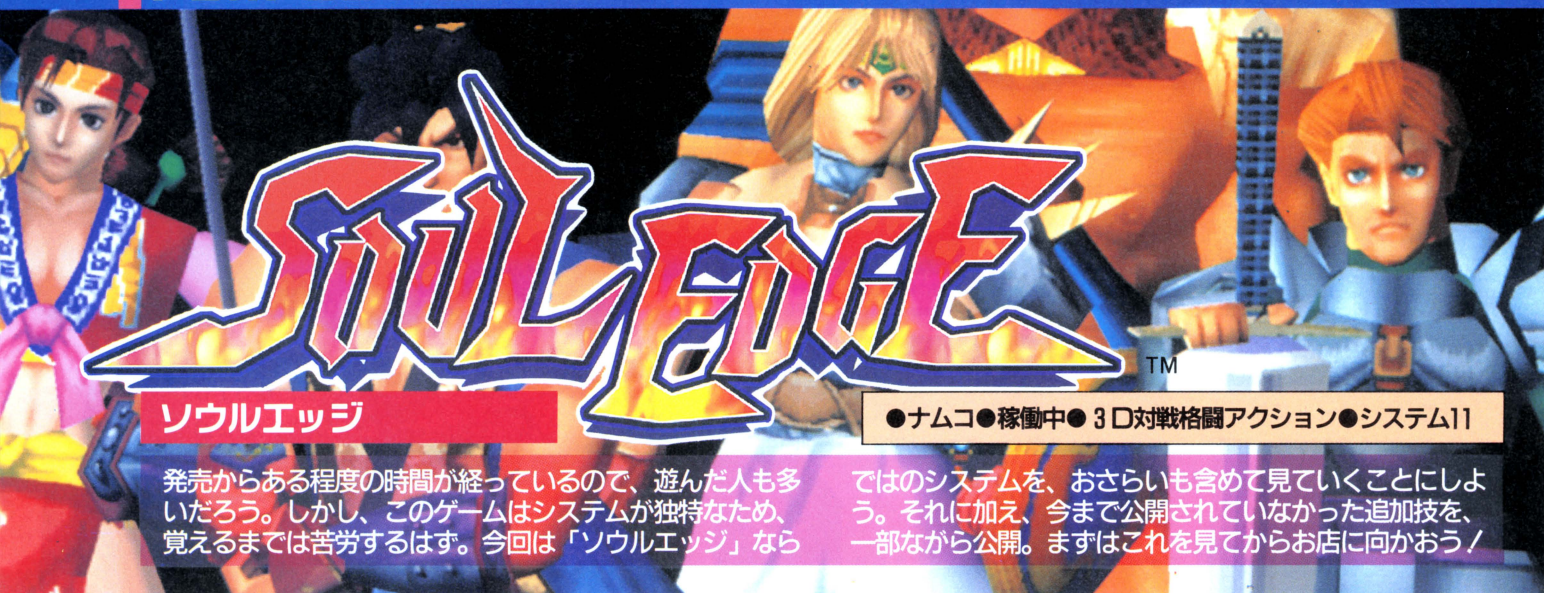 SOUL EDGE
TM
ソウルエッジ
●ナムコ●稼働中●3D対戦格闘アクション●システム11
発売からある程度の時間が経っているので、遊んだ人も多
いだろう。しかし、このゲームはシステムが独特なため、
覚えるまでは苦労するはず。今回は「ソウルエッジ」なら
ではのシステムを、おさらいも含めて見ていくことにしよ
う。それに加え、今まで公開されていなかった追加技を、
一部ながら公開。まずはこれを見てからお店に向かおう！